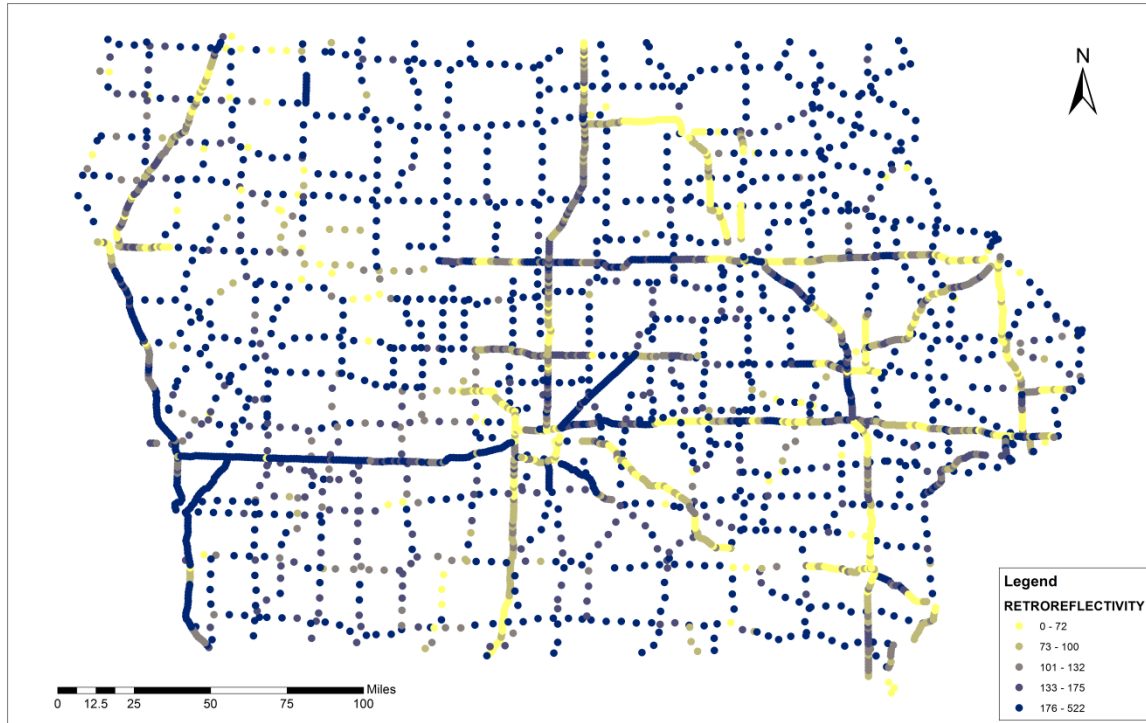 N
Legend
RETROREFLECTIVITY
0 - 72
73 - 100
101 - 132
133 - 175
176 - 522
Miles
0 12.5 25 50 75 100